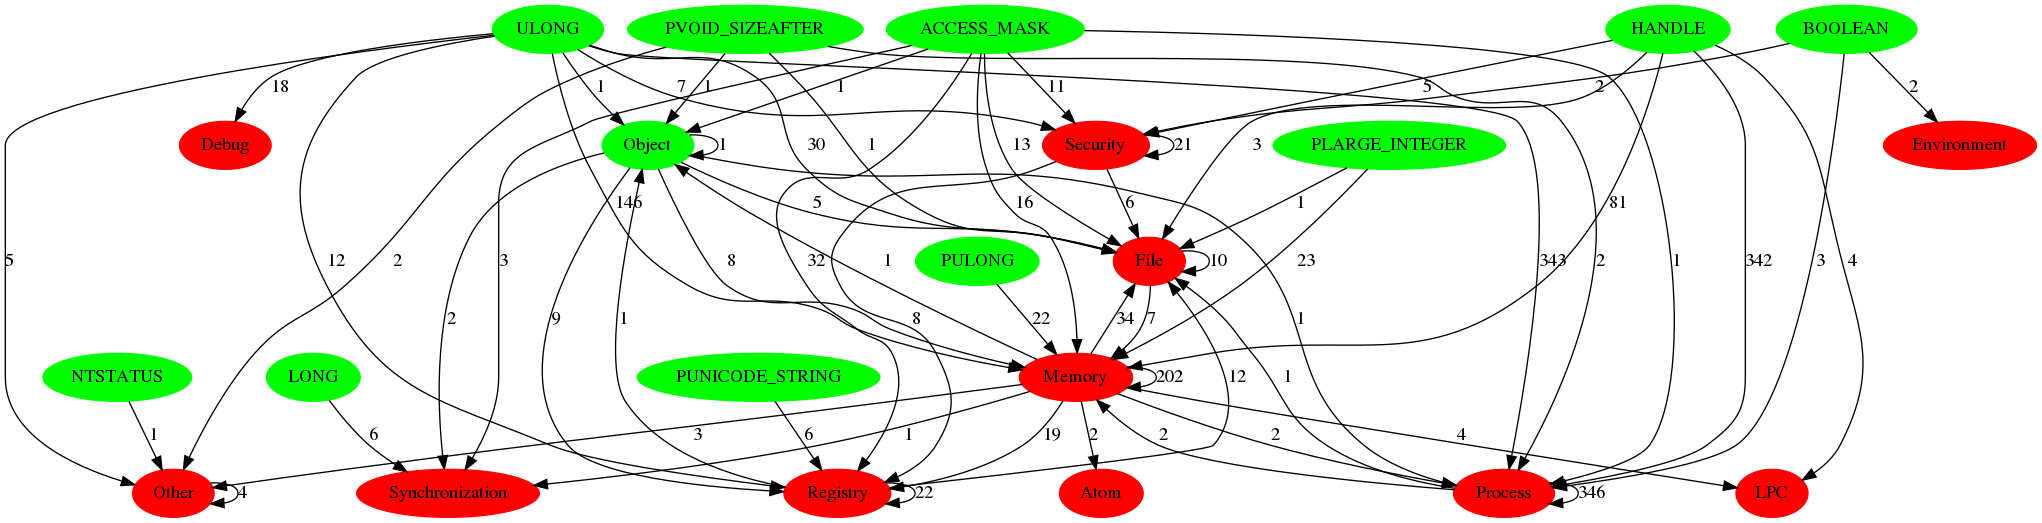 ULONG
PVOID_SIZEAFTER
ACCESS_MASK
HANDLE
BOOLEAN
18
1
7
1
1
11
5
2
2
Debug
Object
1
30
1
13
Security
21
3
PLARGE_INTEGER
Environment
146
5
16
6
1
81
5
12
2
3
8
32
1
PULONG
File
10
23
343
2
1
342
3
4
2
9
1
8
22
34
7
1
NTSTATUS
LONG
PUNICODE_STRING
Memory
202
12
1
1
6
6
3
1
19
2
2
2
4
Other
4
Synchronization
Registry
22
Atom
Process
346
LPC